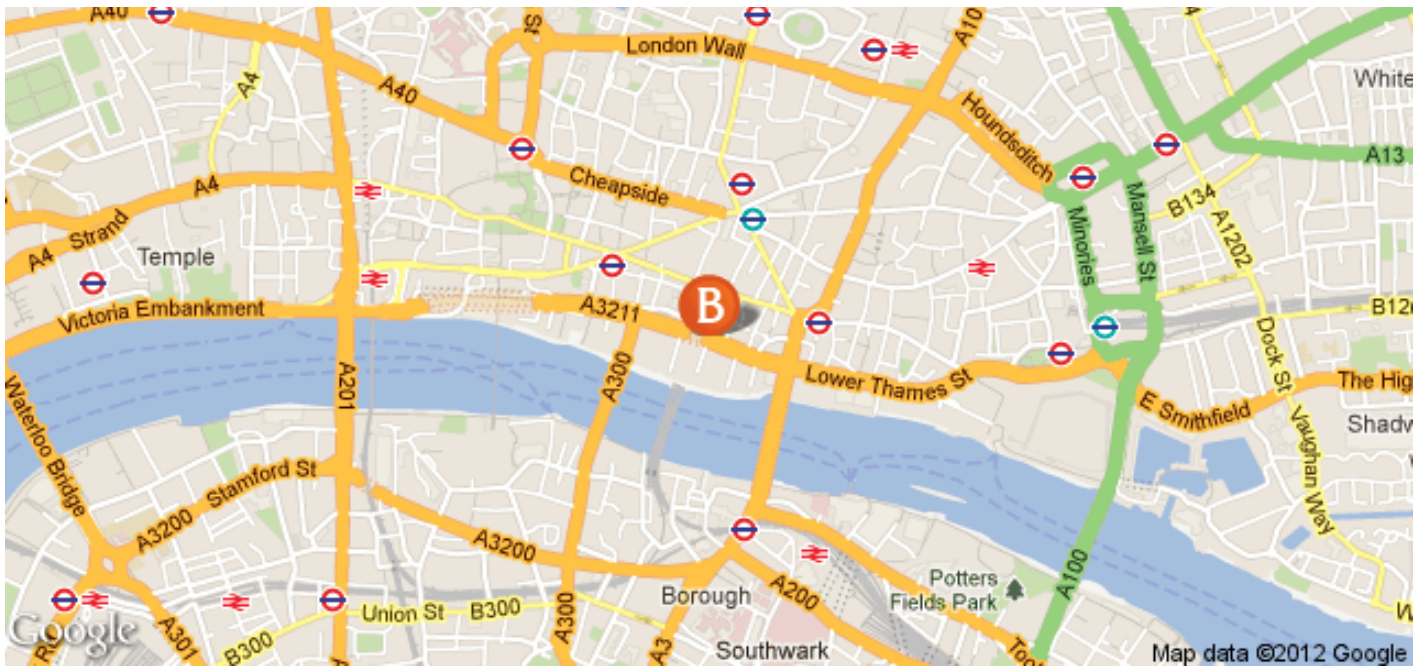 A40
St
London Wall
A10
A4
A40
Houndsditch
White
A13
A4
Cheapside
Mansell St
B134
A4 Strand
Temple
Minories
A1202
Victoria Embankment
A3211
B
B126
A300
Lower Thames St
Dock St
The Hig
A201
E Smithfield
Shadw
Waterloo Bridge
Stamford St
Vaughan Way
A3200
A3200
A100
Potters
Fields Park
A200
Borough
Union St
B300
A300
W
Google
A301
B300
A3
Southwark
Tool
Map data ©2012 Google